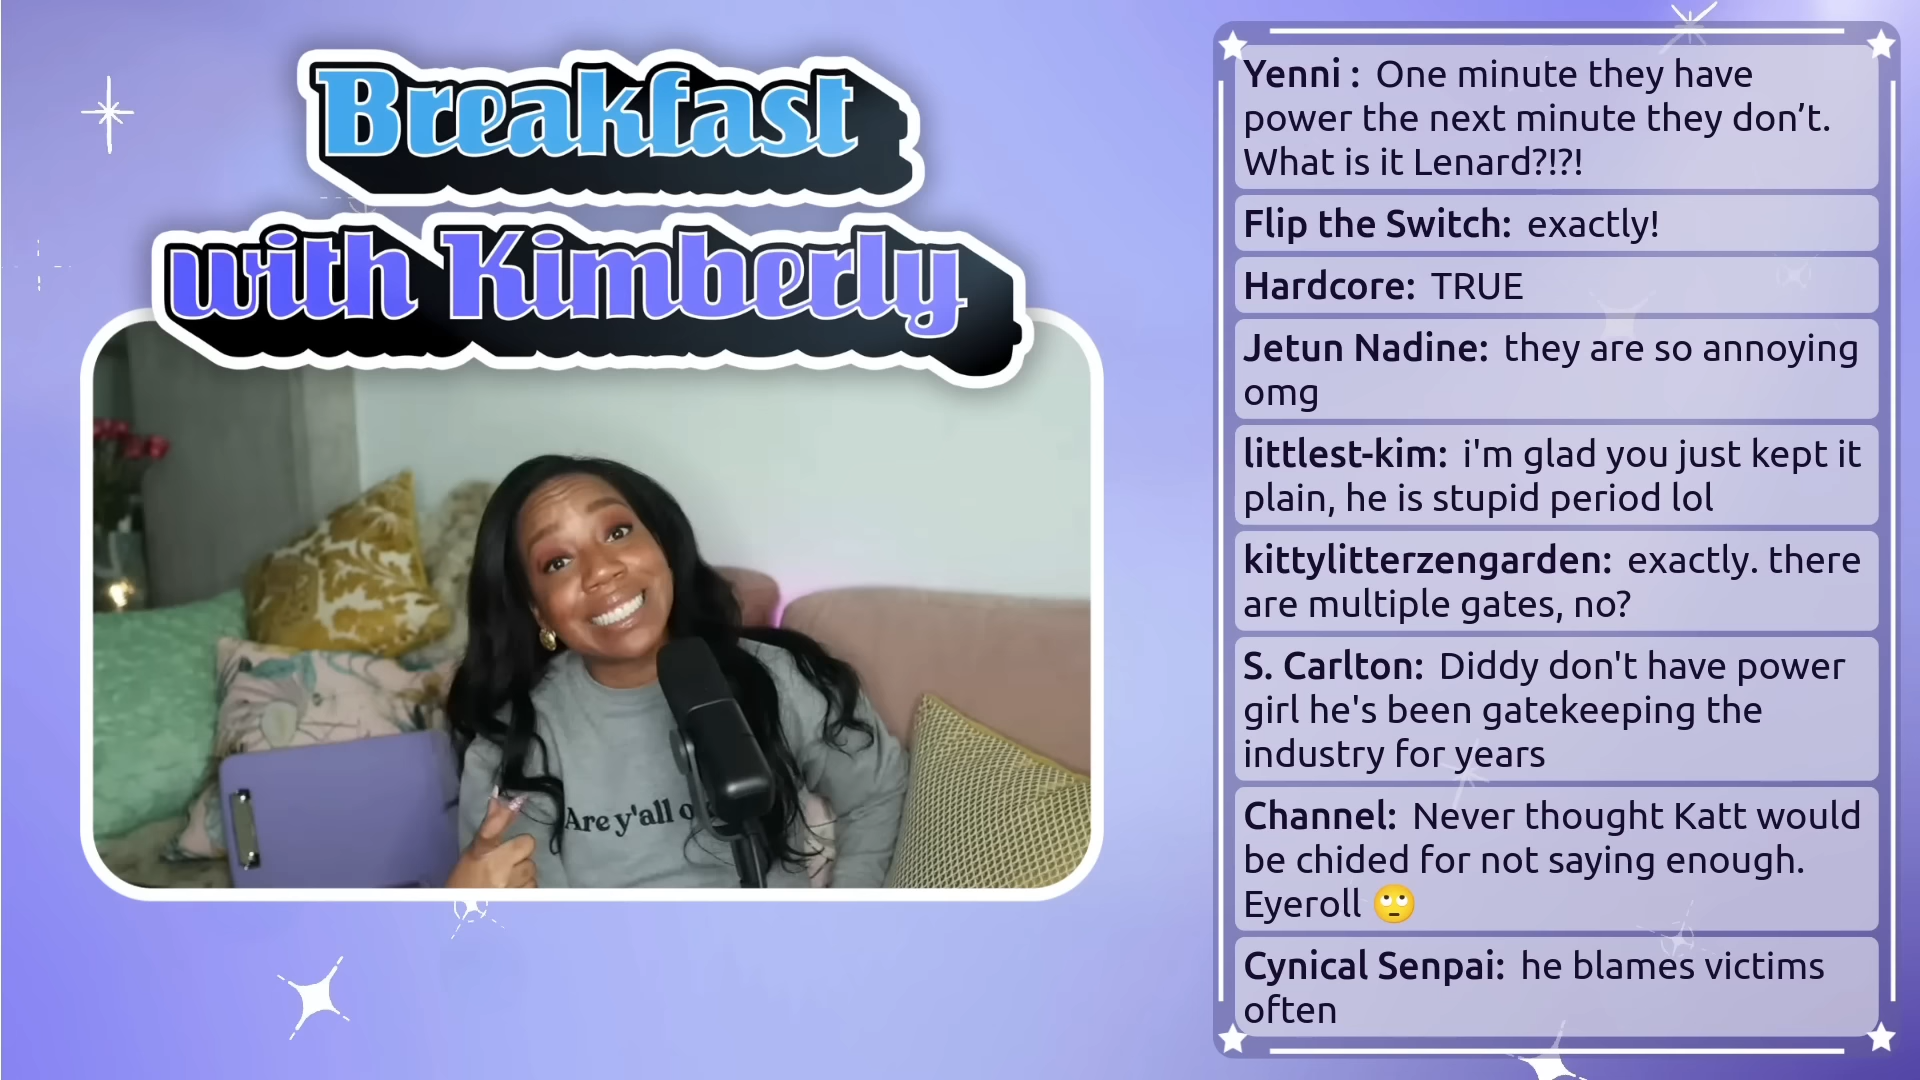 Breakfast
with Kimberly
Are y'all o
Yenni : One minute they have
power the next minute they don’t.
What is it Lenard?!?!
Flip the Switch: exactly!
Hardcore: TRUE
Jetun Nadine: they are so annoying
omg
littlest-kim: i'm glad you just kept it
plain, he is stupid period lol
kittylitterzengarden: exactly. there
are multiple gates, no?
S. Carlton: Diddy don't have power
girl he's been gatekeeping the
industry for years
Channel: Never thought Katt would
be chided for not saying enough.
Eyeroll 🙄
Cynical Senpai: he blames victims
often